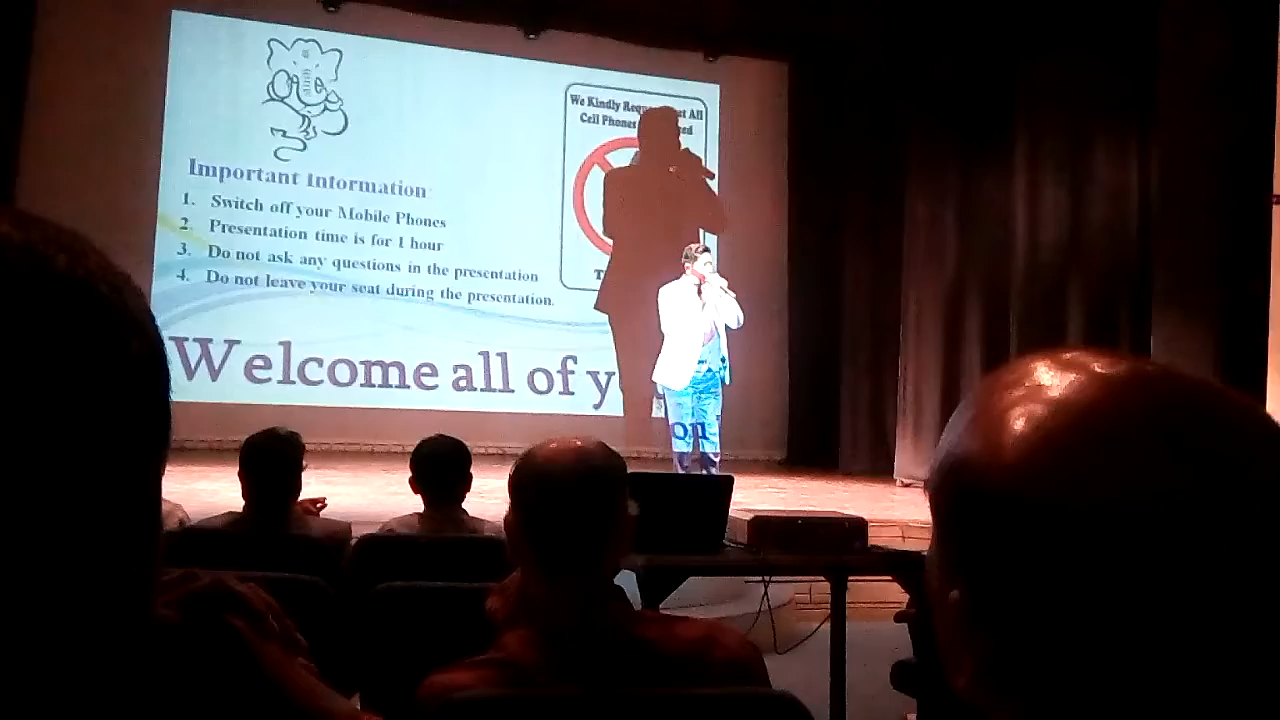 Important Information
1. Switch off your Mobile Phones
2. Presentation time is for 1 hour
3. Do not ask any questions in the presentation
4. Do not leave your seat during the presentation.
We Kindly All
Cell Phones
Welcome all of